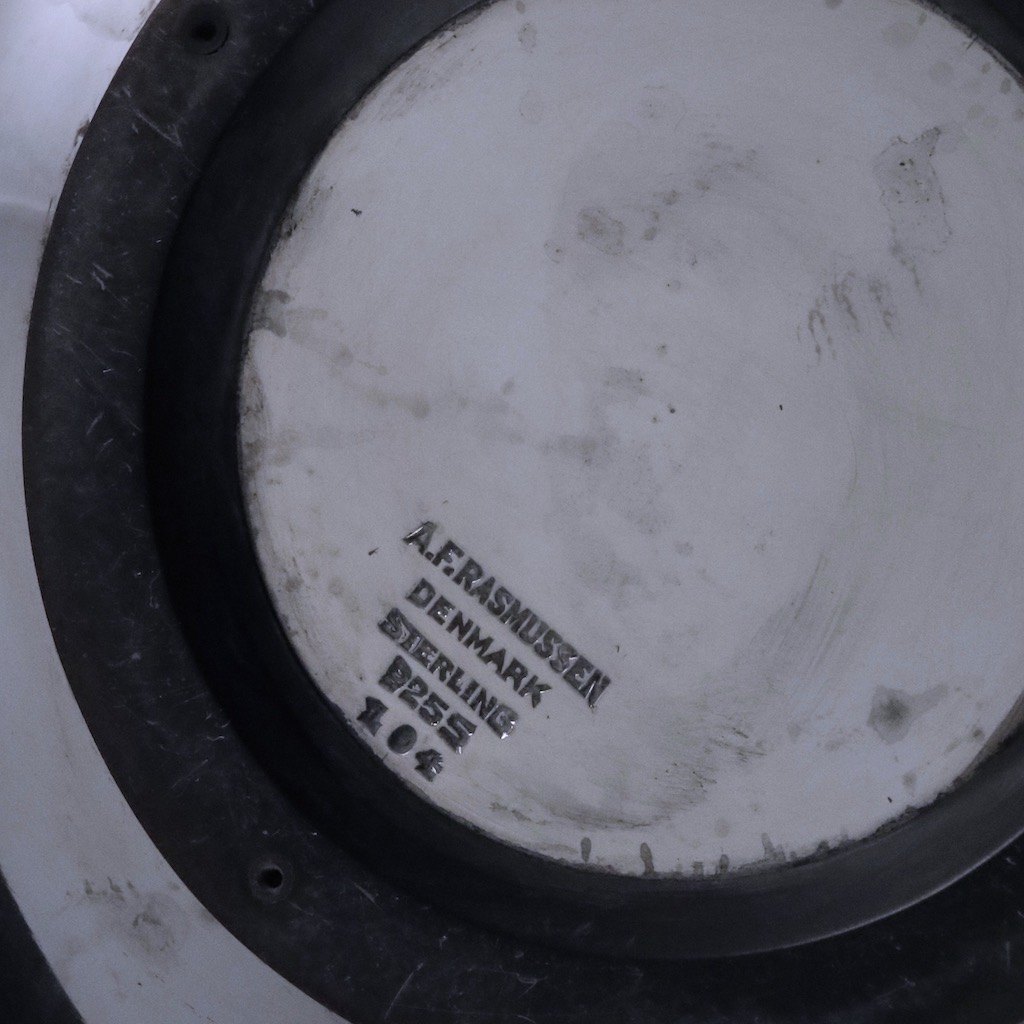 A.F.RASMUSSEN
DENMARK
STERLING
925S
104